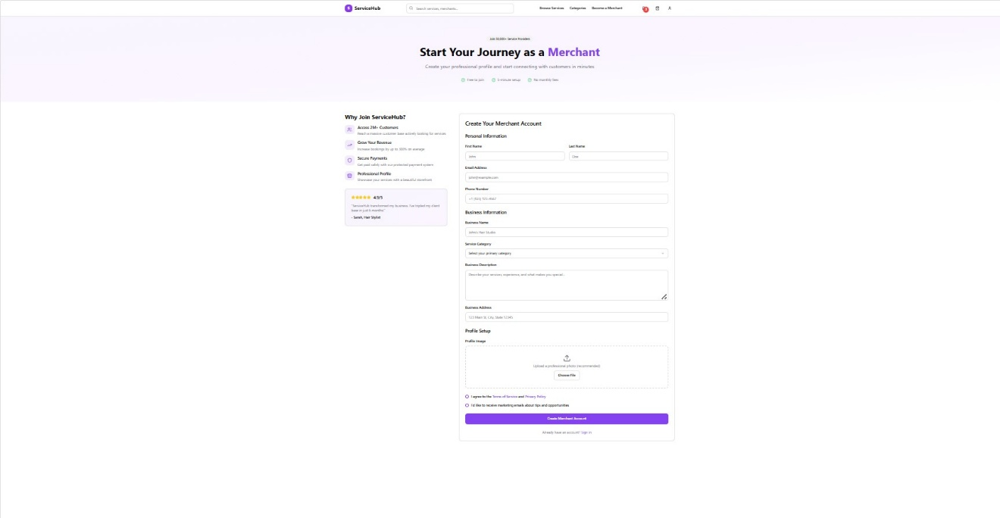 S ServiceHub
Search services, merchants...
Browse Services Categories Become a Merchant
Join 10,000+ Service Providers
Start Your Journey as a Merchant
Create your professional profile and start connecting with customers in minutes
Free to join 5-minute setup No monthly fees
Why Join ServiceHub?
Access 2M+ Customers
Reach a massive customer base actively looking for services
Grow Your Revenue
Increase bookings by up to 300% on average
Secure Payments
Get paid safely with our protected payment system
Professional Profile
Showcase your services with a beautiful storefront
4.9/5
"ServiceHub transformed my business. I've tripled my client
base in just 6 months!"
- Sarah, Hair Stylist
Create Your Merchant Account
Personal Information
First Name Last Name
John Doe
Email Address
john@example.com
Phone Number
+1 (555) 123-4567
Business Information
Business Name
John's Hair Studio
Service Category
Select your primary category
Business Description
Describe your services, experience, and what makes you special...
Business Address
123 Main St, City, State 12345
Profile Setup
Profile Image
Upload a professional photo (recommended)
Choose File
I agree to the Terms of Service and Privacy Policy
I'd like to receive marketing emails about tips and opportunities
Create Merchant Account
Already have an account? Sign in